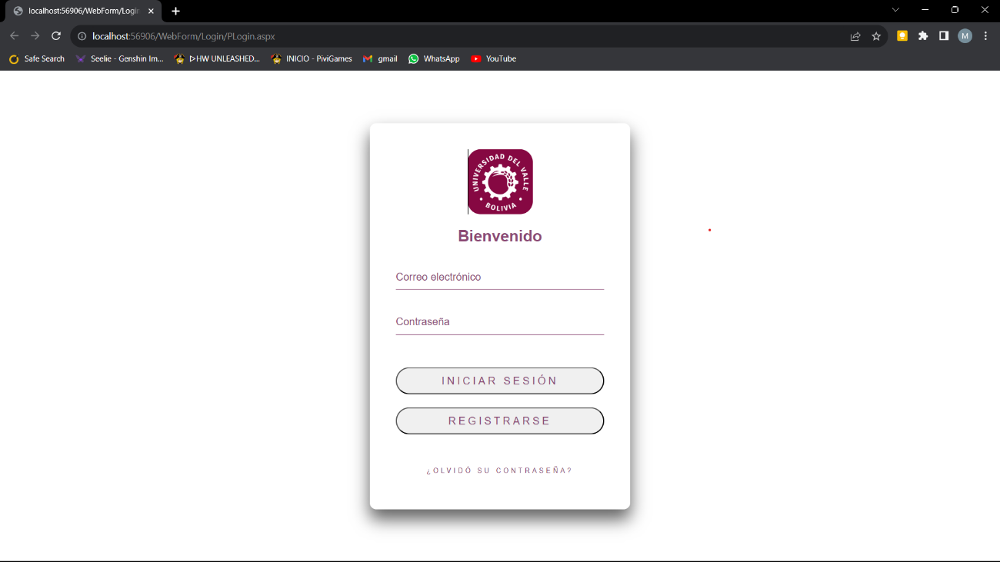 localhost:56906/WebForm/Logi
localhost:56906/WebForm/Login/PLogin.aspx
M
Safe Search
Seelie - Genshin Im...
ᐅHW UNLEASHED...
INICIO - PiviGames
gmail
WhatsApp
YouTube
UNIVERSIDAD DEL VALLE
BOLIVIA
Bienvenido
Correo electrónico
Contraseña
INICIAR SESIÓN
REGISTRARSE
¿OLVIDÓ SU CONTRASEÑA?